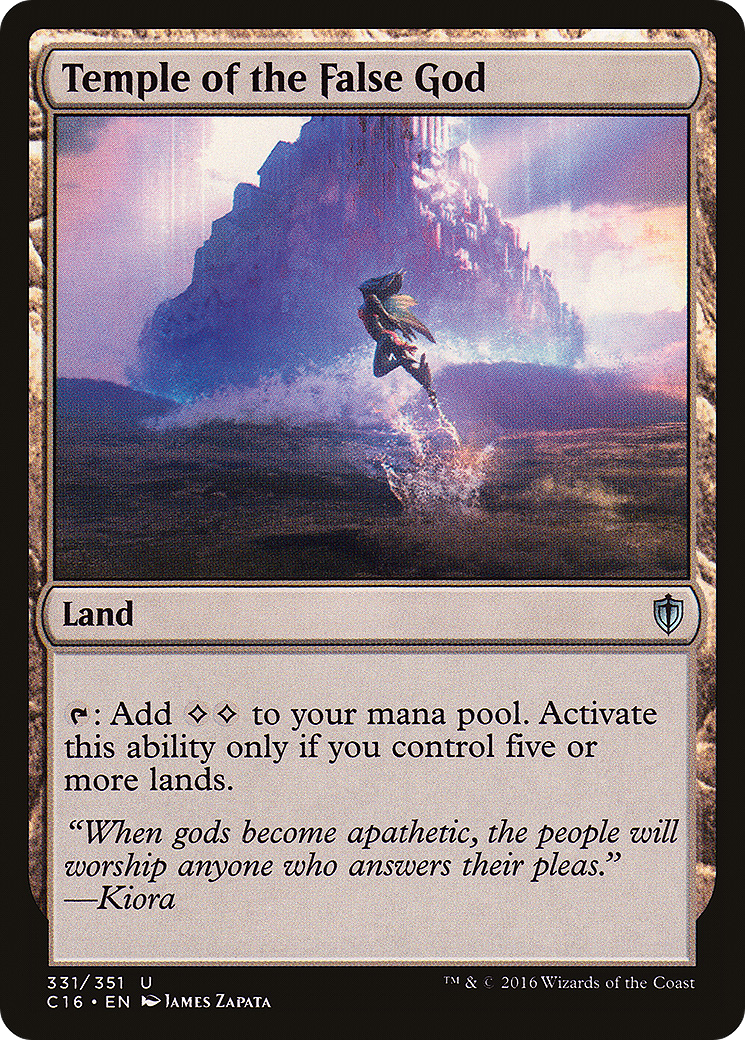 Temple of the False God
Land
: Add to your mana pool. Activate
this ability only if you control five or
more lands.
“When gods become apathetic, the people will
worship anyone who answers their pleas.”
—Kiora
331/351 U
™ & © 2016 Wizards of the Coast
C16 • EN JAMES ZAPATA